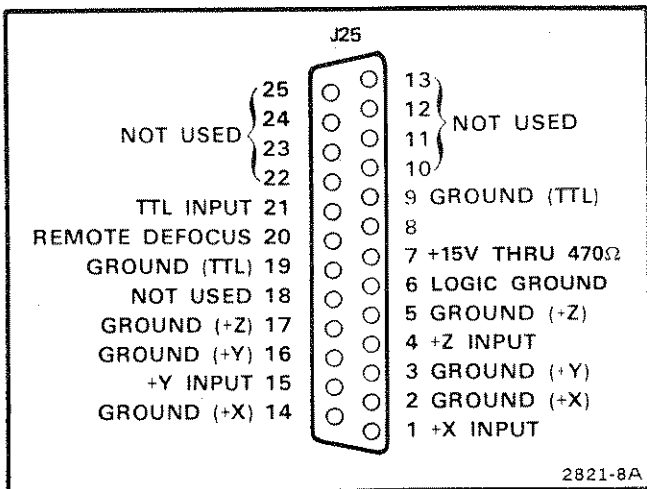 J25
25
24
NOT USED
23
22
TTL INPUT 21
REMOTE DEFOCUS 20
GROUND (TTL) 19
NOT USED 18
GROUND (+Z) 17
GROUND (+Y) 16
+Y INPUT 15
GROUND (+X) 14
13
12
NOT USED
11
10
9 GROUND (TTL)
8
7 +15V THRU 470Ω
6 LOGIC GROUND
5 GROUND (+Z)
4 +Z INPUT
3 GROUND (+Y)
2 GROUND (+X)
1 +X INPUT
2821-8A